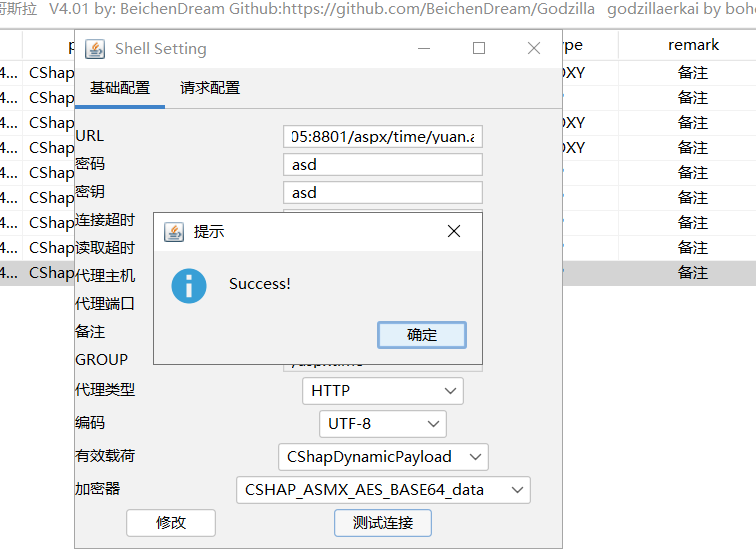 哥斯拉 V4.01 by: BeichenDream Github:https://github.com/BeichenDream/Godzilla godzillaerkai by
remark
Shell Setting
基础配置 请求配置
URL 05:8801/aspx/time/yuan.a
密码 asd
密钥 asd
连接超时
读取超时
代理主机
代理端口
备注
GROUP
代理类型 HTTP
编码 UTF-8
有效载荷 CShapDynamicPayload
加密器 CSHAP_ASMX_AES_BASE64_data
修改 测试连接
提示
Success!
确定
4... CShap OXY 备注
4... CShap 备注
4... CShap OXY 备注
4... CShap OXY 备注
4... CShap 备注
4... CShap 备注
4... CShap 备注
4... CShap 备注
4... CShap 备注